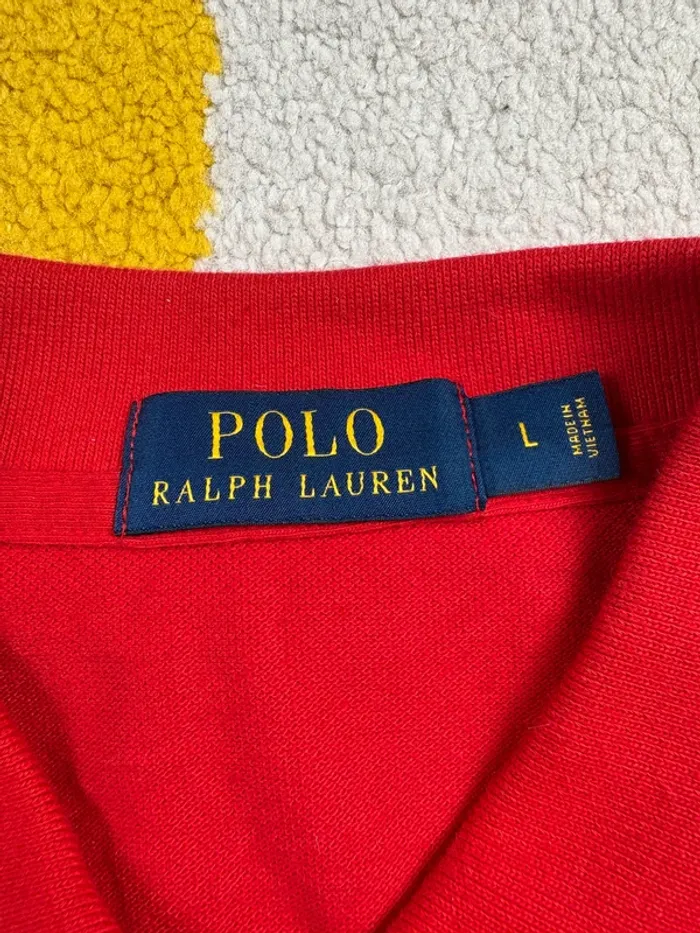 POLO
RALPH LAUREN
L
MADE IN
VIETNAM